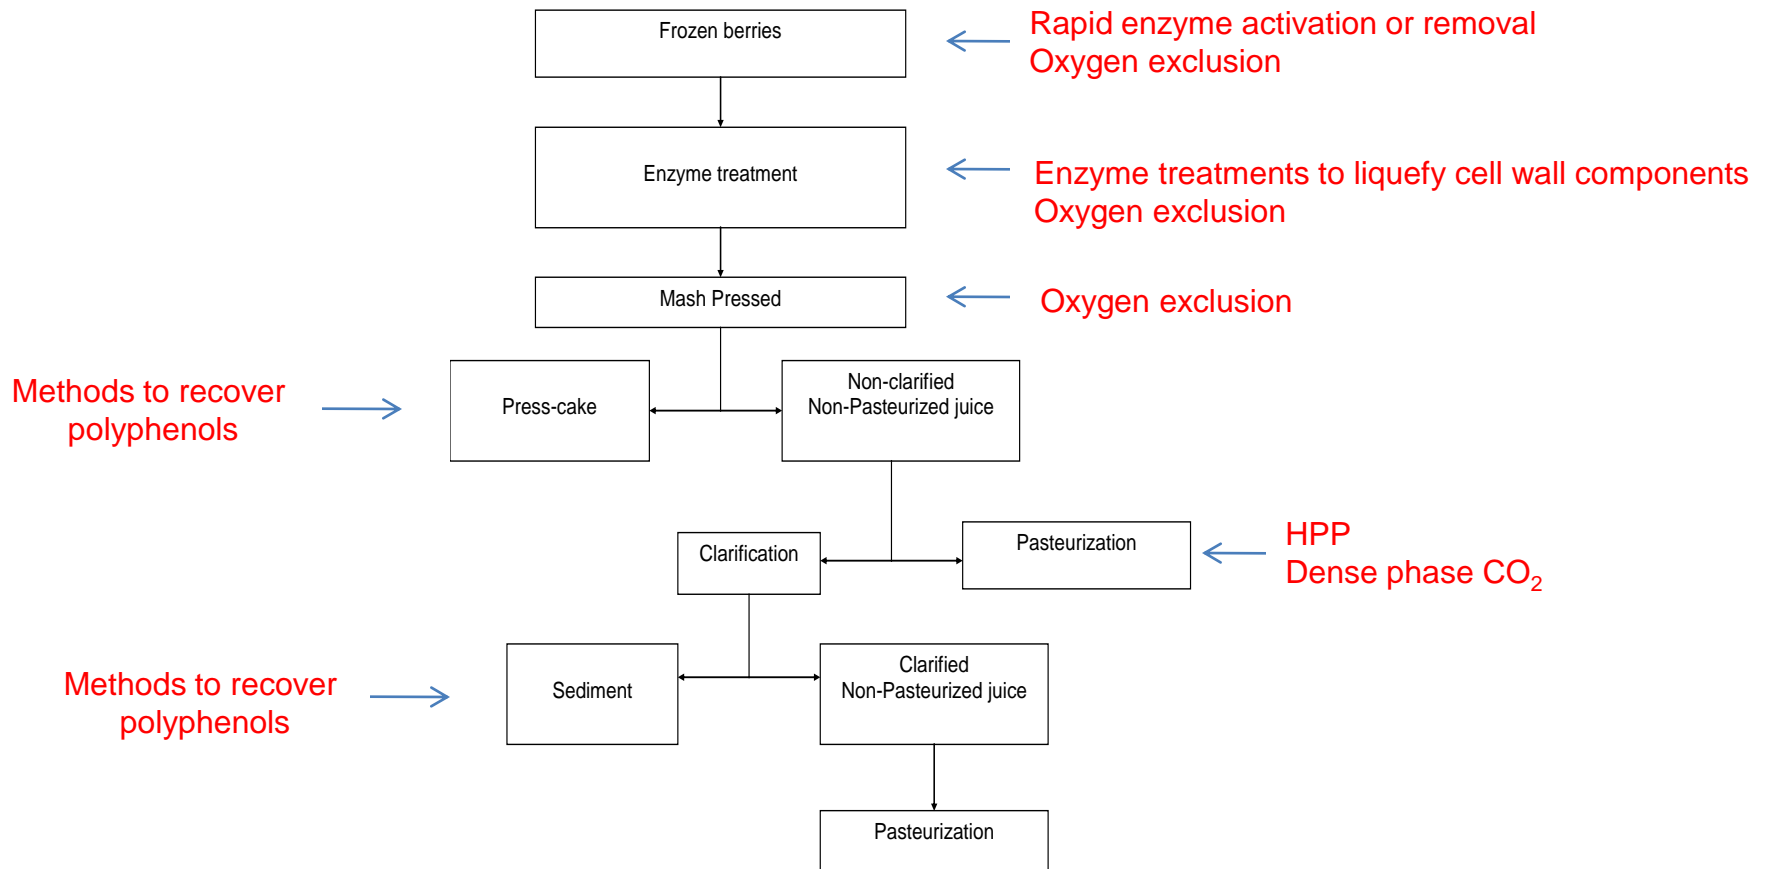 Frozen berries
Rapid enzyme activation or removal
Oxygen exclusion
Enzyme treatment
Enzyme treatments to liquefy cell wall components
Oxygen exclusion
Mash Pressed
Oxygen exclusion
Methods to recover
polyphenols
Press-cake
Non-clarified
Non-Pasteurized juice
Clarification
Pasteurization
HPP
Dense phase CO₂
Methods to recover
polyphenols
Sediment
Clarified
Non-Pasteurized juice
Pasteurization